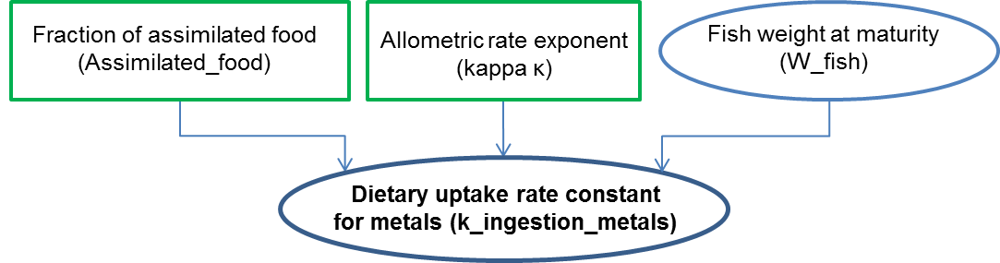 Fraction of assimilated food
(Assimilated_food)
Allometric rate exponent
(kappa κ)
Fish weight at maturity
(W_fish)
Dietary uptake rate constant
for metals (k_ingestion_metals)